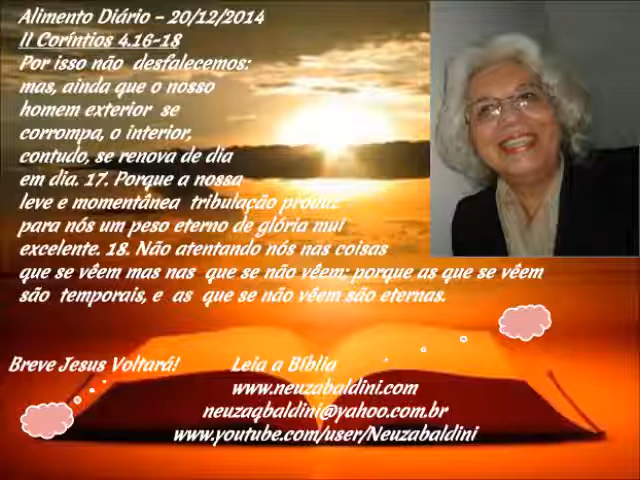 Alimento Diário – 20/12/2014
II Coríntios 4.16-18
Por isso não desfalecemos:
mas, ainda que o nosso
homem exterior se
corrompa, o interior,
contudo, se renova de dia
em dia. 17. Porque a nossa
leve e momentânea tribulação produz
para nós um peso eterno de glória mui
excelente. 18. Não atentando nós nas coisas
que se vêem mas nas que se não vêem; porque as que se vêem
são temporais, e as que se não vêem são eternas.
Breve Jesus Voltará! Leia a Bíblia
www.neuzabaldini.com
neuzaqbaldini@yahoo.com.br
www.youtube.com/user/Neuzabaldini